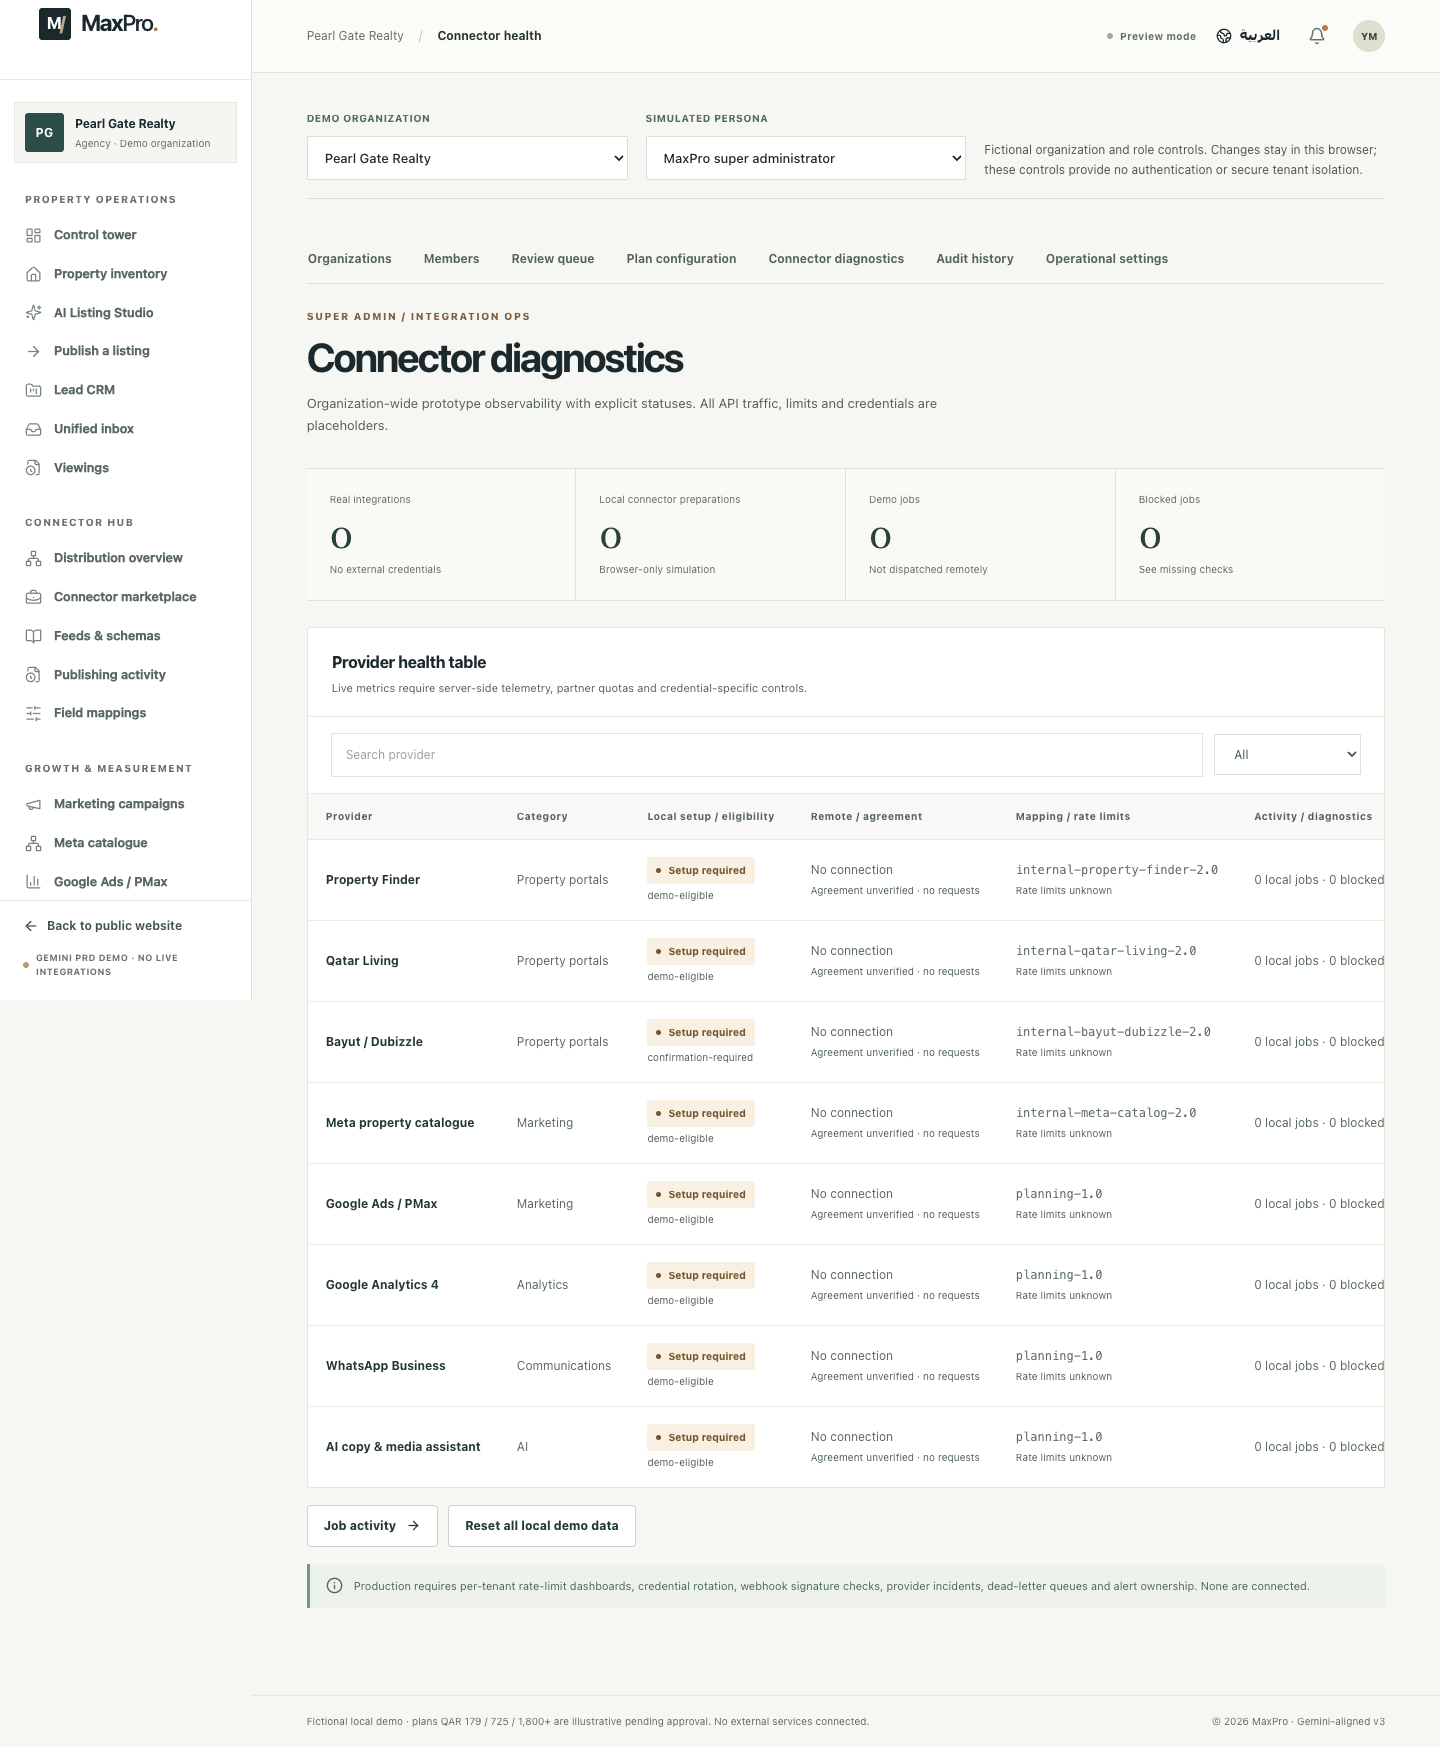 M/ MaxPro.
Pearl Gate Realty / Connector health
Preview mode
العربية
YM
PG
Pearl Gate Realty
Agency · Demo organization
PROPERTY OPERATIONS
Control tower
Property inventory
AI Listing Studio
Publish a listing
Lead CRM
Unified inbox
Viewings
CONNECTOR HUB
Distribution overview
Connector marketplace
Feeds & schemas
Publishing activity
Field mappings
GROWTH & MEASUREMENT
Marketing campaigns
Meta catalogue
Google Ads / PMax
Back to public website
GEMINI PRD DEMO · NO LIVE
INTEGRATIONS
DEMO ORGANIZATION
Pearl Gate Realty
SIMULATED PERSONA
MaxPro super administrator
Fictional organization and role controls. Changes stay in this browser;
these controls provide no authentication or secure tenant isolation.
Organizations Members Review queue Plan configuration Connector diagnostics Audit history Operational settings
SUPER ADMIN / INTEGRATION OPS
Connector diagnostics
Organization-wide prototype observability with explicit statuses. All API traffic, limits and credentials are
placeholders.
Real integrations
0
No external credentials
Local connector preparations
0
Browser-only simulation
Demo jobs
0
Not dispatched remotely
Blocked jobs
0
See missing checks
Provider health table
Live metrics require server-side telemetry, partner quotas and credential-specific controls.
Search provider
All
Provider Category Local setup / eligibility Remote / agreement Mapping / rate limits Activity / diagnostics
Property Finder Property portals Setup required No connection internal-property-finder-2.0 0 local jobs · 0 blocked
demo-eligible Agreement unverified · no requests Rate limits unknown
Qatar Living Property portals Setup required No connection internal-qatar-living-2.0 0 local jobs · 0 blocked
demo-eligible Agreement unverified · no requests Rate limits unknown
Bayut / Dubizzle Property portals Setup required No connection internal-bayut-dubizzle-2.0 0 local jobs · 0 blocked
confirmation-required Agreement unverified · no requests Rate limits unknown
Meta property catalogue Marketing Setup required No connection internal-meta-catalog-2.0 0 local jobs · 0 blocked
demo-eligible Agreement unverified · no requests Rate limits unknown
Google Ads / PMax Marketing Setup required No connection planning-1.0 0 local jobs · 0 blocked
demo-eligible Agreement unverified · no requests Rate limits unknown
Google Analytics 4 Analytics Setup required No connection planning-1.0 0 local jobs · 0 blocked
demo-eligible Agreement unverified · no requests Rate limits unknown
WhatsApp Business Communications Setup required No connection planning-1.0 0 local jobs · 0 blocked
demo-eligible Agreement unverified · no requests Rate limits unknown
AI copy & media assistant AI Setup required No connection planning-1.0 0 local jobs · 0 blocked
demo-eligible Agreement unverified · no requests Rate limits unknown
Job activity
Reset all local demo data
Production requires per-tenant rate-limit dashboards, credential rotation, webhook signature checks, provider incidents, dead-letter queues and alert ownership. None are connected.
Fictional local demo · plans QAR 179 / 725 / 1,800+ are illustrative pending approval. No external services connected.
© 2026 MaxPro · Gemini-aligned v3